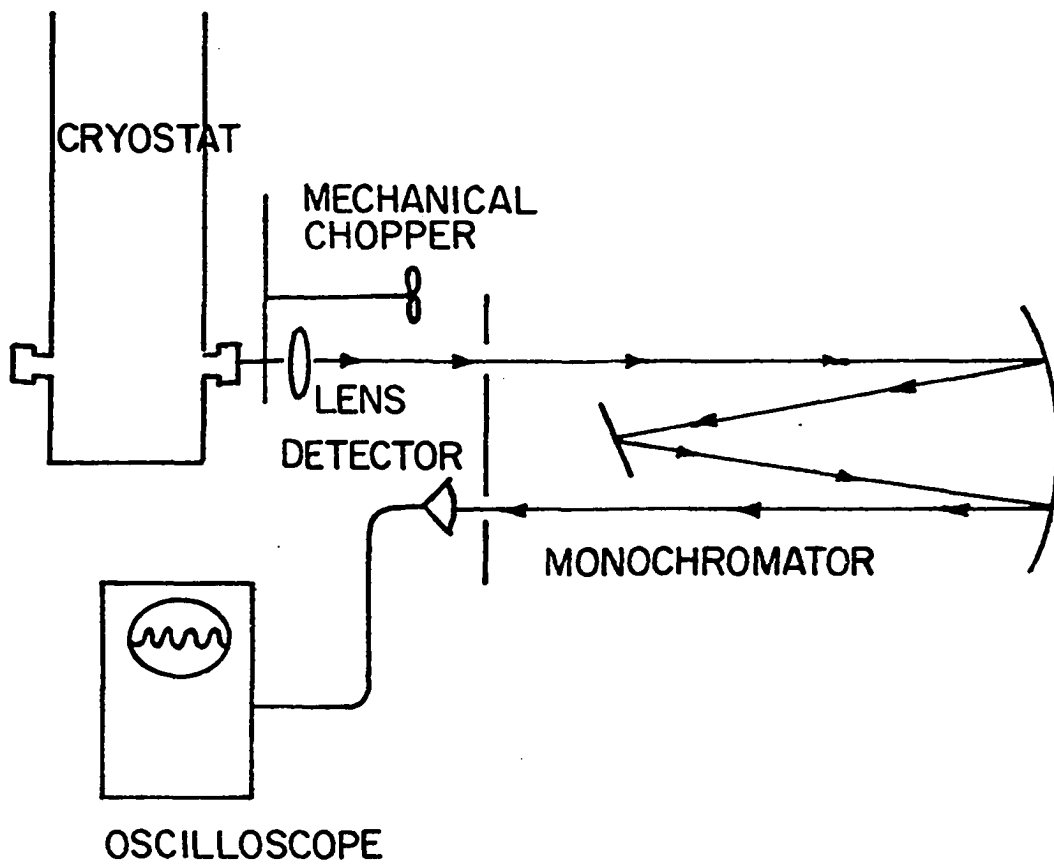 CRYOSTAT
MECHANICAL
CHOPPER
LENS
DETECTOR
MONOCHROMATOR
OSCILLOSCOPE